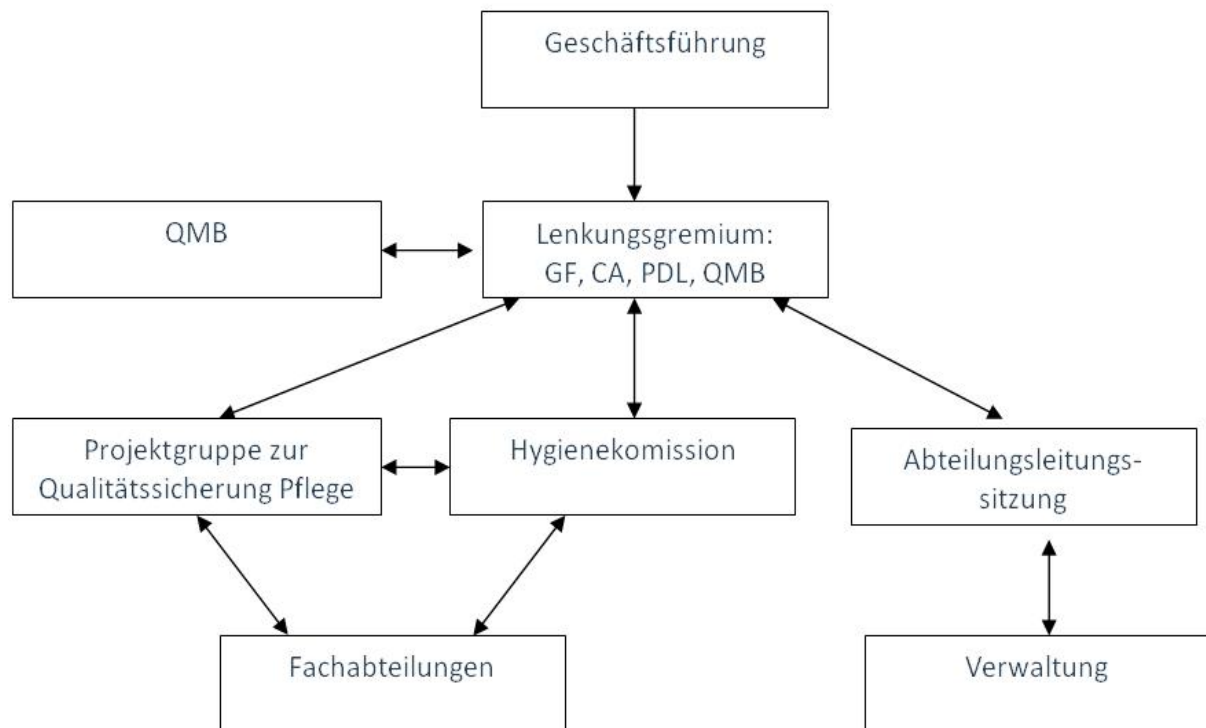 Geschäftsführung
QMB
Lenkungsgremium:
GF, CA, PDL, QMB
Projektgruppe zur
Qualitätssicherung Pflege
Hygienekomission
Abteilungsleitungs-
sitzung
Fachabteilungen
Verwaltung